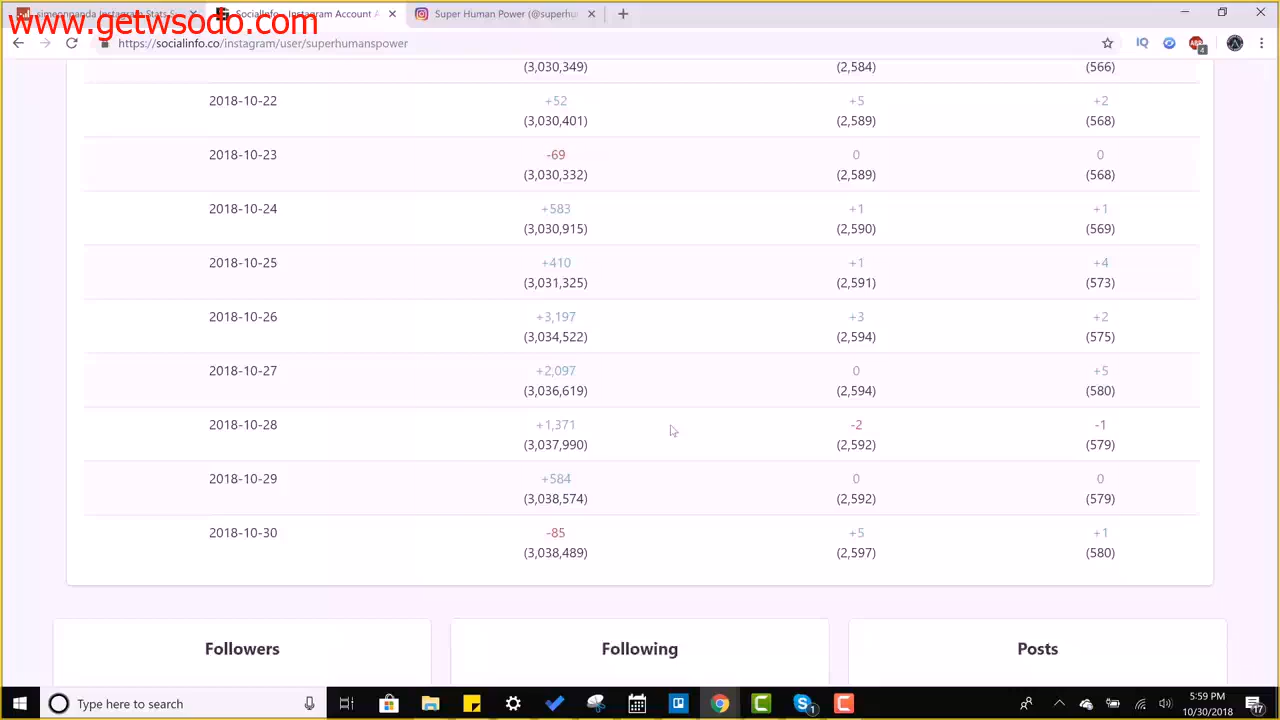 simeonpanda Instagram Stats S
SocialInfo - Instagram Account A
Super Human Power (@superhu
www.getwsodo.com
https://socialinfo.co/instagram/user/superhumanspower
IQ
4
(3,030,349) (2,584) (566)
2018-10-22 +52 +5 +2
(3,030,401) (2,589) (568)
2018-10-23 -69 0 0
(3,030,332) (2,589) (568)
2018-10-24 +583 +1 +1
(3,030,915) (2,590) (569)
2018-10-25 +410 +1 +4
(3,031,325) (2,591) (573)
2018-10-26 +3,197 +3 +2
(3,034,522) (2,594) (575)
2018-10-27 +2,097 0 +5
(3,036,619) (2,594) (580)
2018-10-28 +1,371 -2 -1
(3,037,990) (2,592) (579)
2018-10-29 +584 0 0
(3,038,574) (2,592) (579)
2018-10-30 -85 +5 +1
(3,038,489) (2,597) (580)
Followers Following Posts
Type here to search
1
5:59 PM
10/30/2018
17